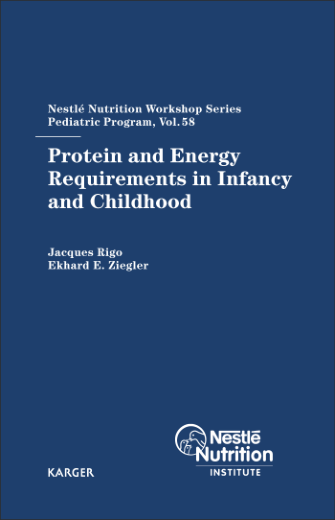 Nestlé Nutrition Workshop Series
Pediatric Program, Vol. 58
Protein and Energy
Requirements in Infancy
and Childhood
Jacques Rigo
Ekhard E. Ziegler
Nestlé
Nutrition
INSTITUTE
KARGER